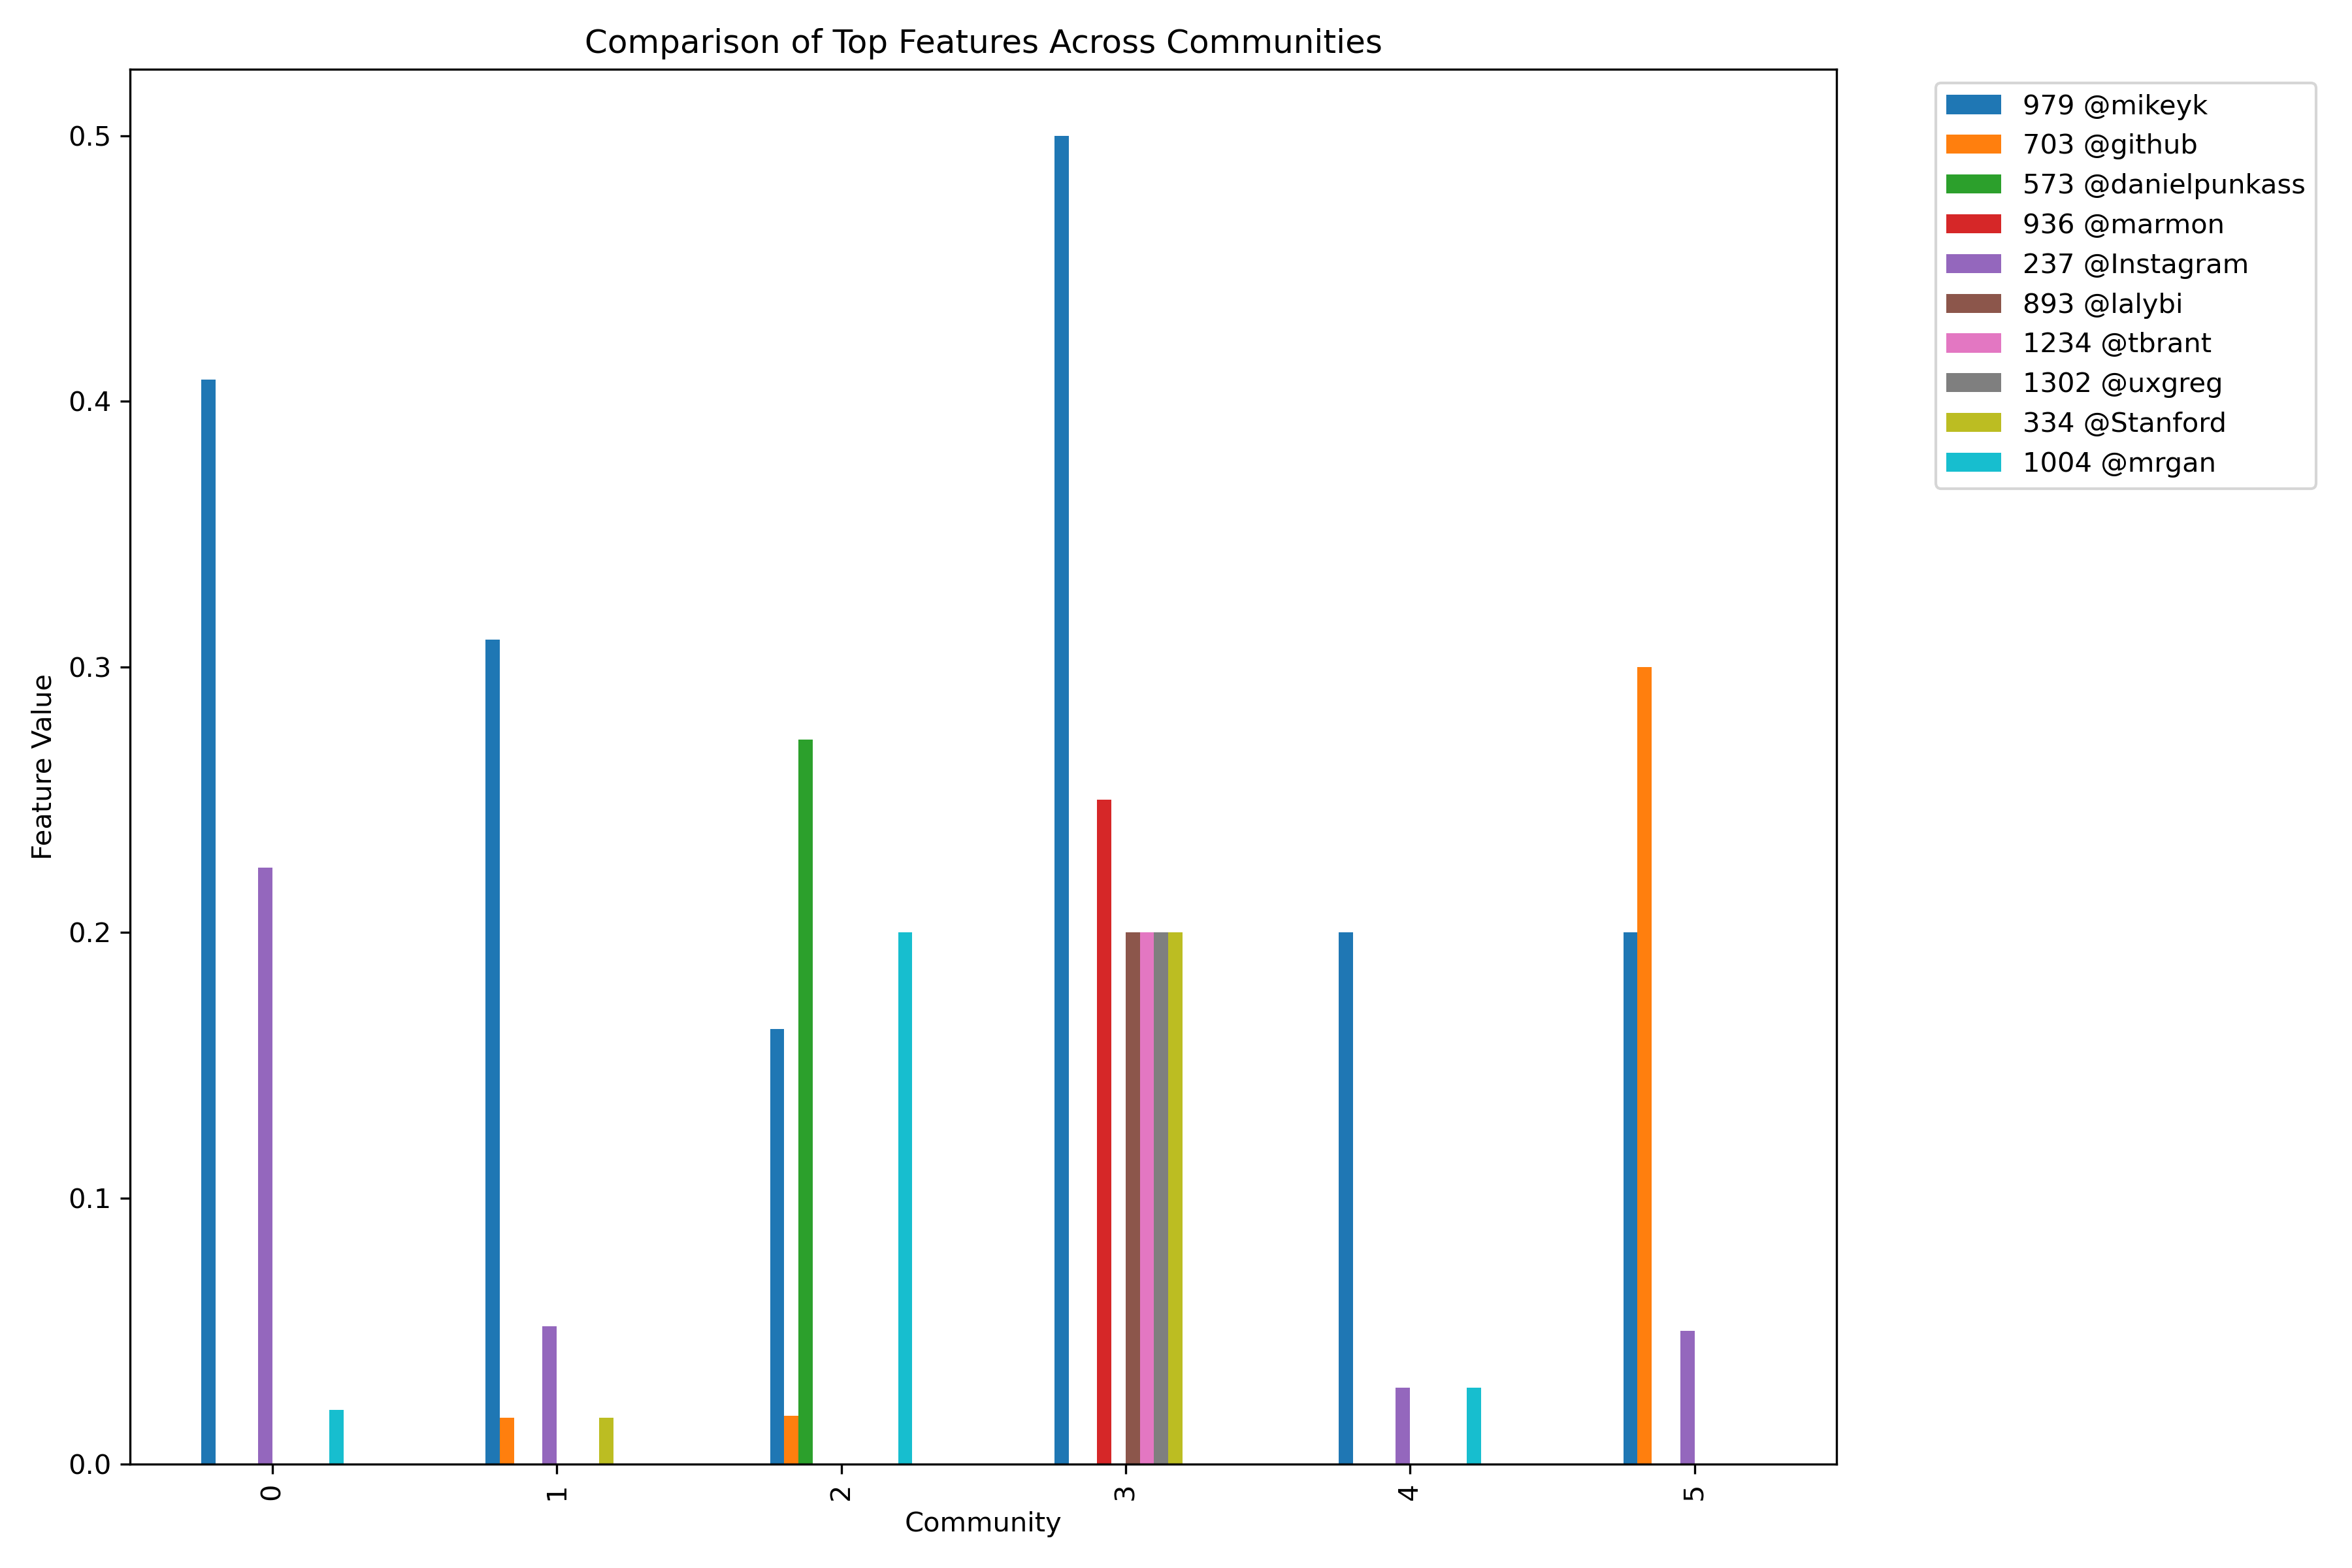 Comparison of Top Features Across Communities
Feature Value
0.5
0.4
0.3
0.2
0.1
0.0
0
1
2
3
4
5
Community
979 @mikeyk
703 @github
573 @danielpunkass
936 @marmon
237 @Instagram
893 @lalybi
1234 @tbrant
1302 @uxgreg
334 @Stanford
1004 @mrgan